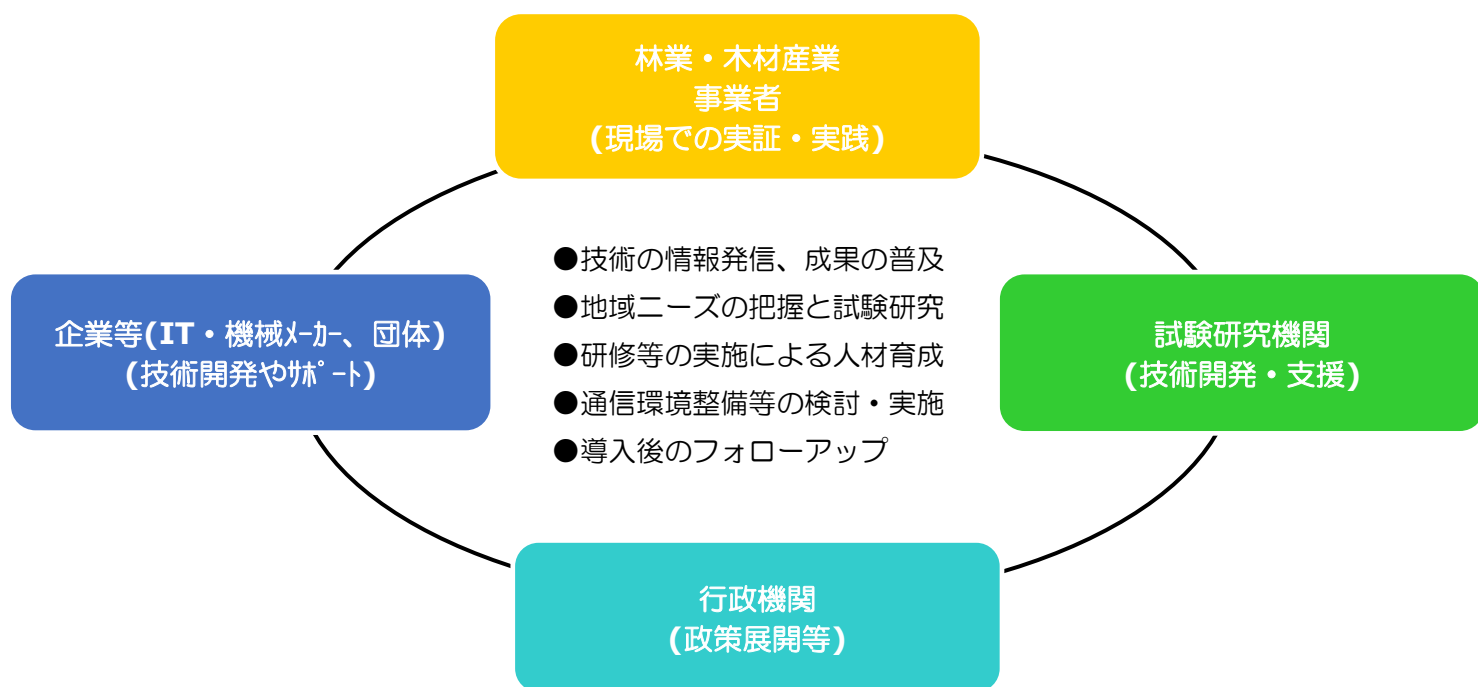 林業・木材産業
事業者
(現場での実証・実践)
●技術の情報発信、成果の普及
●地域ニーズの把握と試験研究
●研修等の実施による人材育成
●通信環境整備等の検討・実施
●導入後のフォローアップ
企業等(IT・機械ﾒｰｶｰ、団体)
(技術開発やｻﾎﾟｰﾄ)
試験研究機関
(技術開発・支援)
行政機関
(政策展開等)